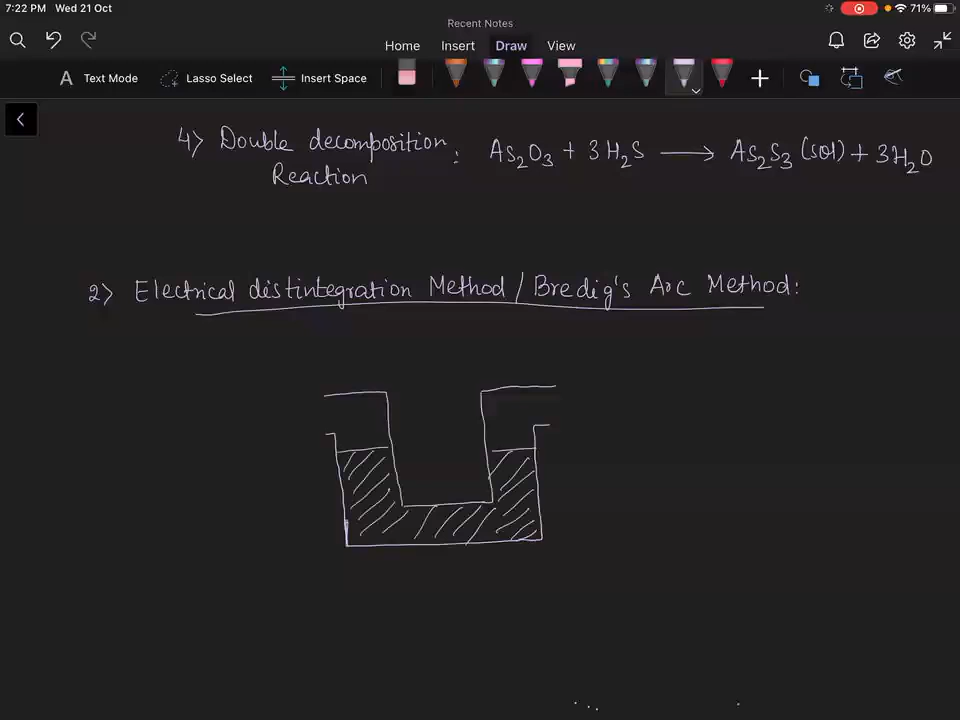 7:22 PM Wed 21 Oct
71%
Recent Notes
Home Insert Draw View
A Text Mode Lasso Select Insert Space
4) Double decomposition : As₂O₃ + 3H₂S ⟶ As₂S₃ (sol) + 3H₂O
Reaction
2) Electrical distintegration Method / Bredig's Arc Method: